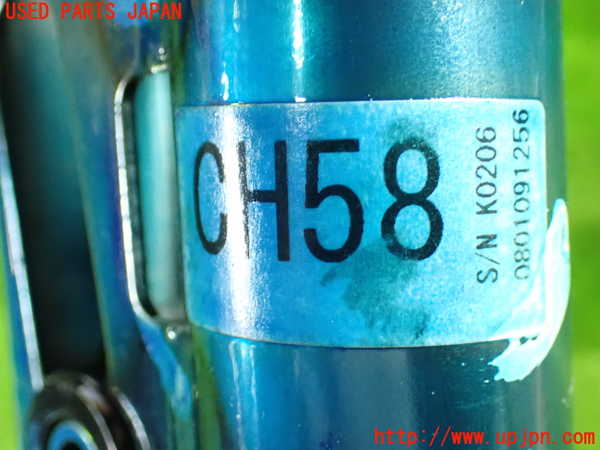 USED PARTS JAPAN
CH58
S/N K0206
0801091256
http://www.upjpn.com/